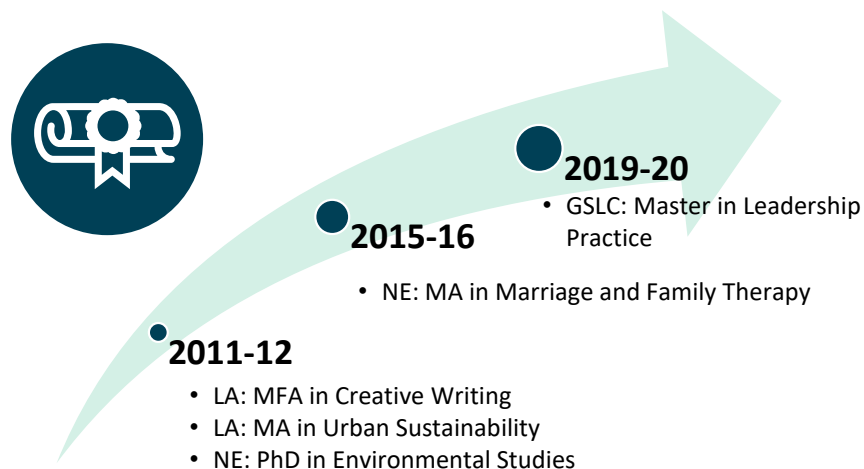 2019-20
• GSLC: Master in Leadership
Practice
2015-16
• NE: MA in Marriage and Family Therapy
2011-12
• LA: MFA in Creative Writing
• LA: MA in Urban Sustainability
• NE: PhD in Environmental Studies